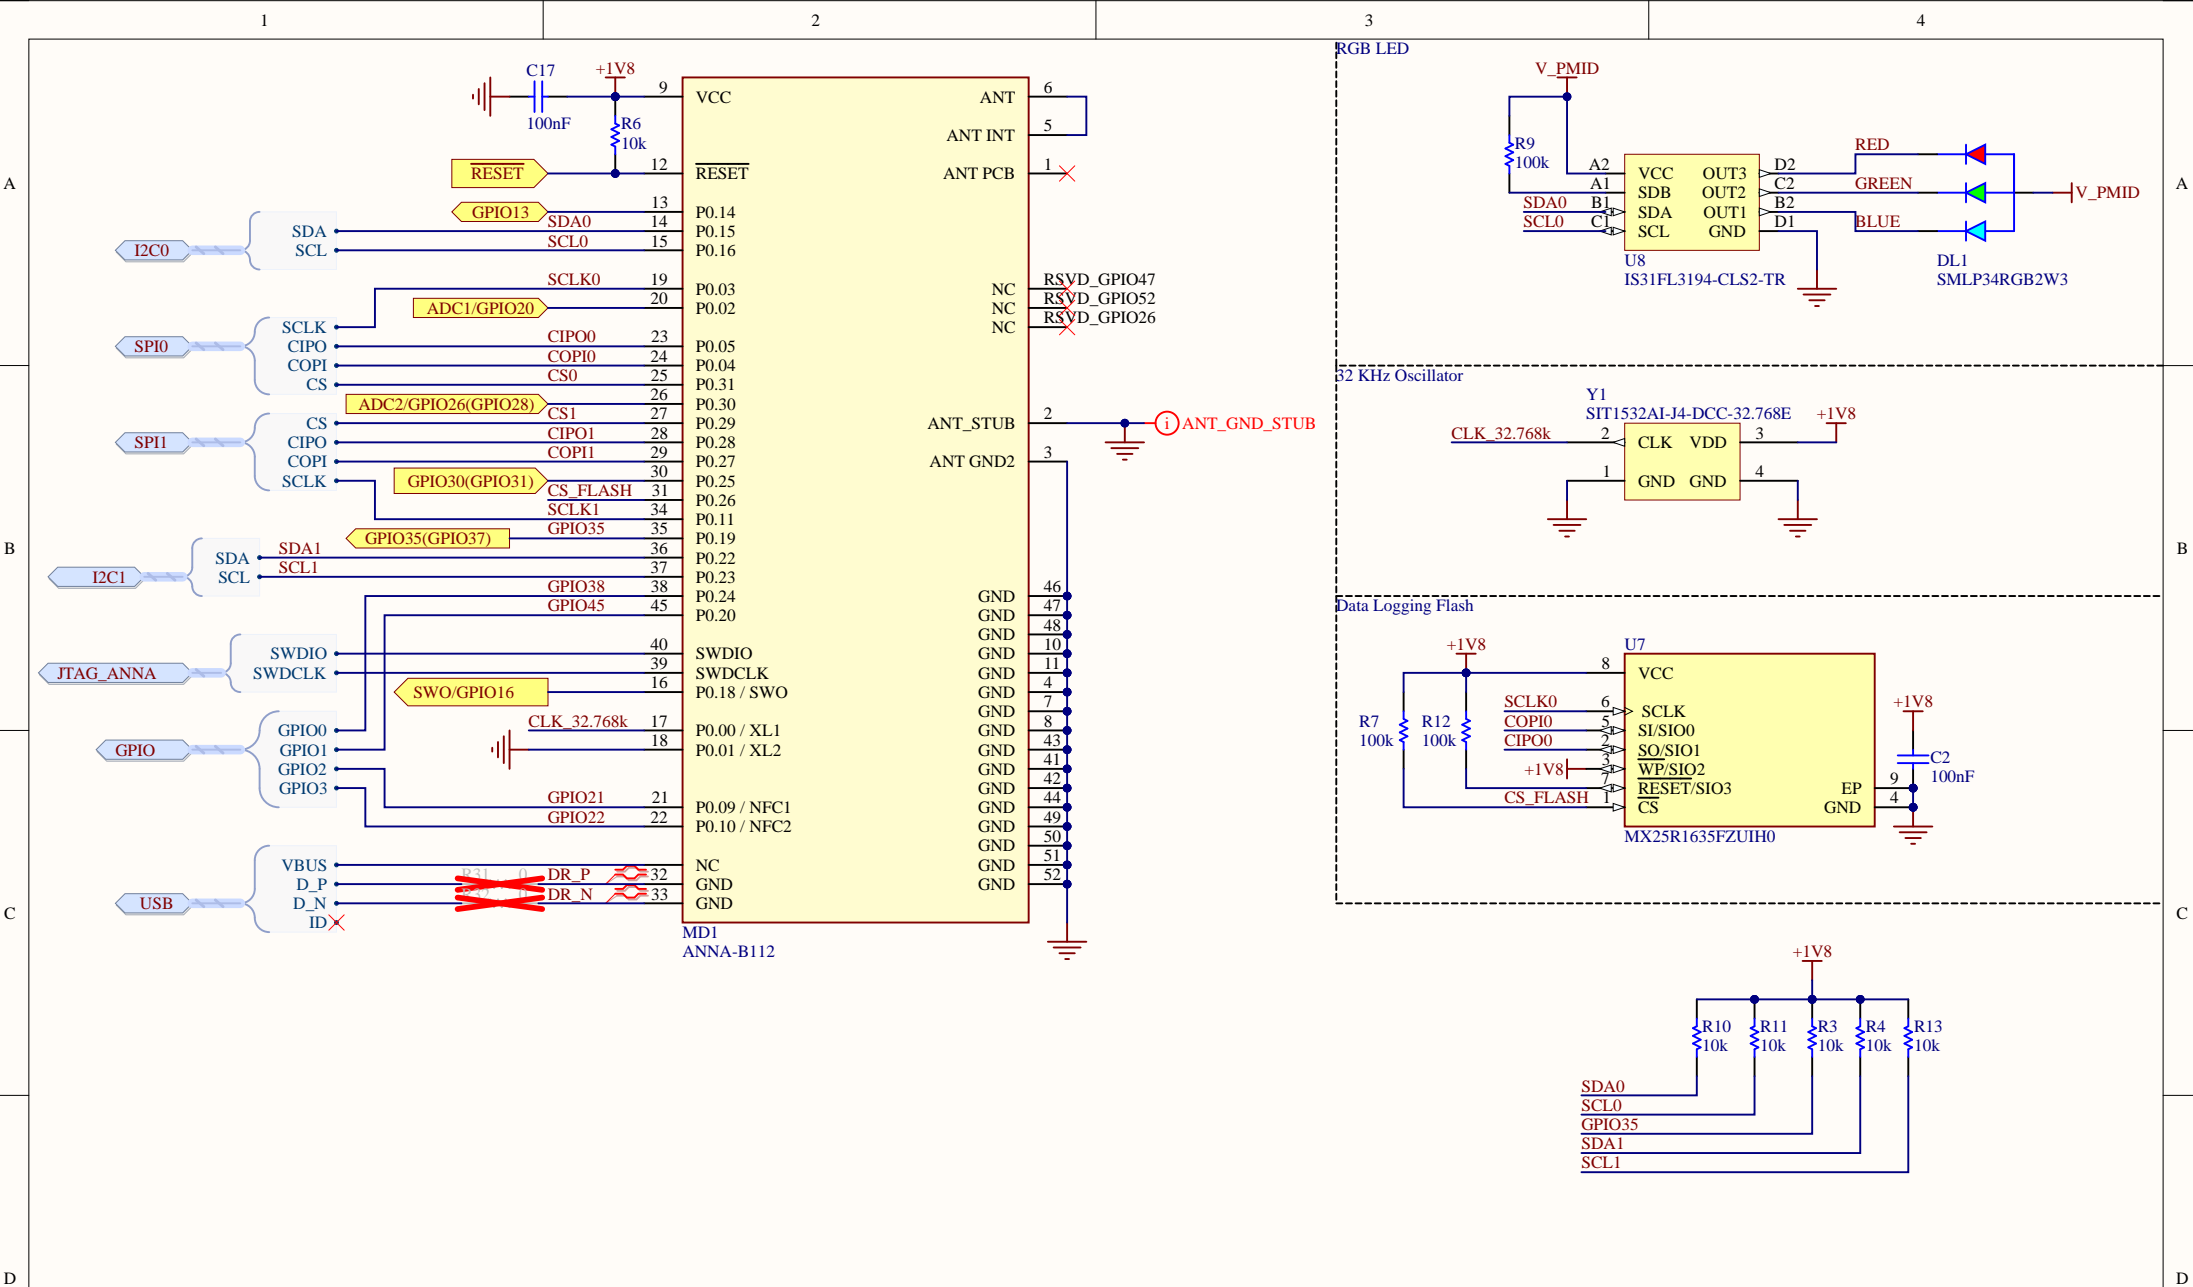 1
2
3
4
A
B
C
D
A
B
C
D
C17
100nF
+1V8
R6
10k
RESET
GPIO13
I2C0
SDA
SCL
SDA0
SCL0
SPI0
SCLK
CIPO
COPI
CS
SCLK0
ADC1/GPIO20
CIPO0
COPI0
CS0
ADC2/GPIO26(GPIO28)
SPI1
CS
CIPO
COPI
SCLK
CS1
CIPO1
COPI1
GPIO30(GPIO31)
CS_FLASH
SCLK1
GPIO35
GPIO35(GPIO37)
I2C1
SDA
SCL
SDA1
SCL1
GPIO38
GPIO45
JTAG_ANNA
SWDIO
SWDCLK
SWO/GPIO16
CLK_32.768k
GPIO
GPIO0
GPIO1
GPIO2
GPIO3
GPIO21
GPIO22
USB
VBUS
D_P
D_N
ID
R31 0
DR_P
DR_N
9 VCC
12 RESET
13 P0.14
14 P0.15
15 P0.16
19 P0.03
20 P0.02
23 P0.05
24 P0.04
25 P0.31
26 P0.30
27 P0.29
28 P0.28
29 P0.27
30 P0.25
31 P0.26
34 P0.11
35 P0.19
36 P0.22
37 P0.23
38 P0.24
45 P0.20
40 SWDIO
39 SWDCLK
16 P0.18 / SWO
17 P0.00 / XL1
18 P0.01 / XL2
21 P0.09 / NFC1
22 P0.10 / NFC2
NC
32 GND
33 GND
MD1
ANNA-B112
ANT 6
ANT INT 5
ANT PCB 1
NC RSVD_GPIO47
NC RSVD_GPIO52
NC RSVD_GPIO26
ANT_STUB 2
i ANT_GND_STUB
ANT GND2 3
GND 46
GND 47
GND 48
GND 10
GND 11
GND 4
GND 7
GND 8
GND 43
GND 41
GND 42
GND 44
GND 49
GND 50
GND 51
GND 52
RGB LED
V_PMID
R9
100k
SDA0
SCL0
A2 VCC OUT3 D2
A1 SDB OUT2 C2
B1 SDA OUT1 B2
C1 SCL GND D1
U8
IS31FL3194-CLS2-TR
RED
GREEN
BLUE
V_PMID
DL1
SMLP34RGB2W3
32 KHz Oscillator
Y1
SIT1532AI-J4-DCC-32.768E
+1V8
CLK_32.768k
2 CLK VDD 3
1 GND GND 4
Data Logging Flash
+1V8
R7
100k
R12
100k
U7
8 VCC
SCLK0 6 SCLK
COPI0 5 SI/SIO0
CIPO0 2 SO/SIO1
+1V8 3 WP/SIO2
7 RESET/SIO3
CS_FLASH 1 CS
EP 9
GND 4
MX25R1635FZUIH0
+1V8
C2
100nF
+1V8
R10
10k
R11
10k
R3
10k
R4
10k
R13
10k
SDA0
SCL0
GPIO35
SDA1
SCL1